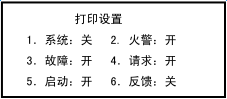 打印设置
1. 系统：关 2. 火警：开
3. 故障：开 4. 请求：开
5. 启动：开 6. 反馈：关